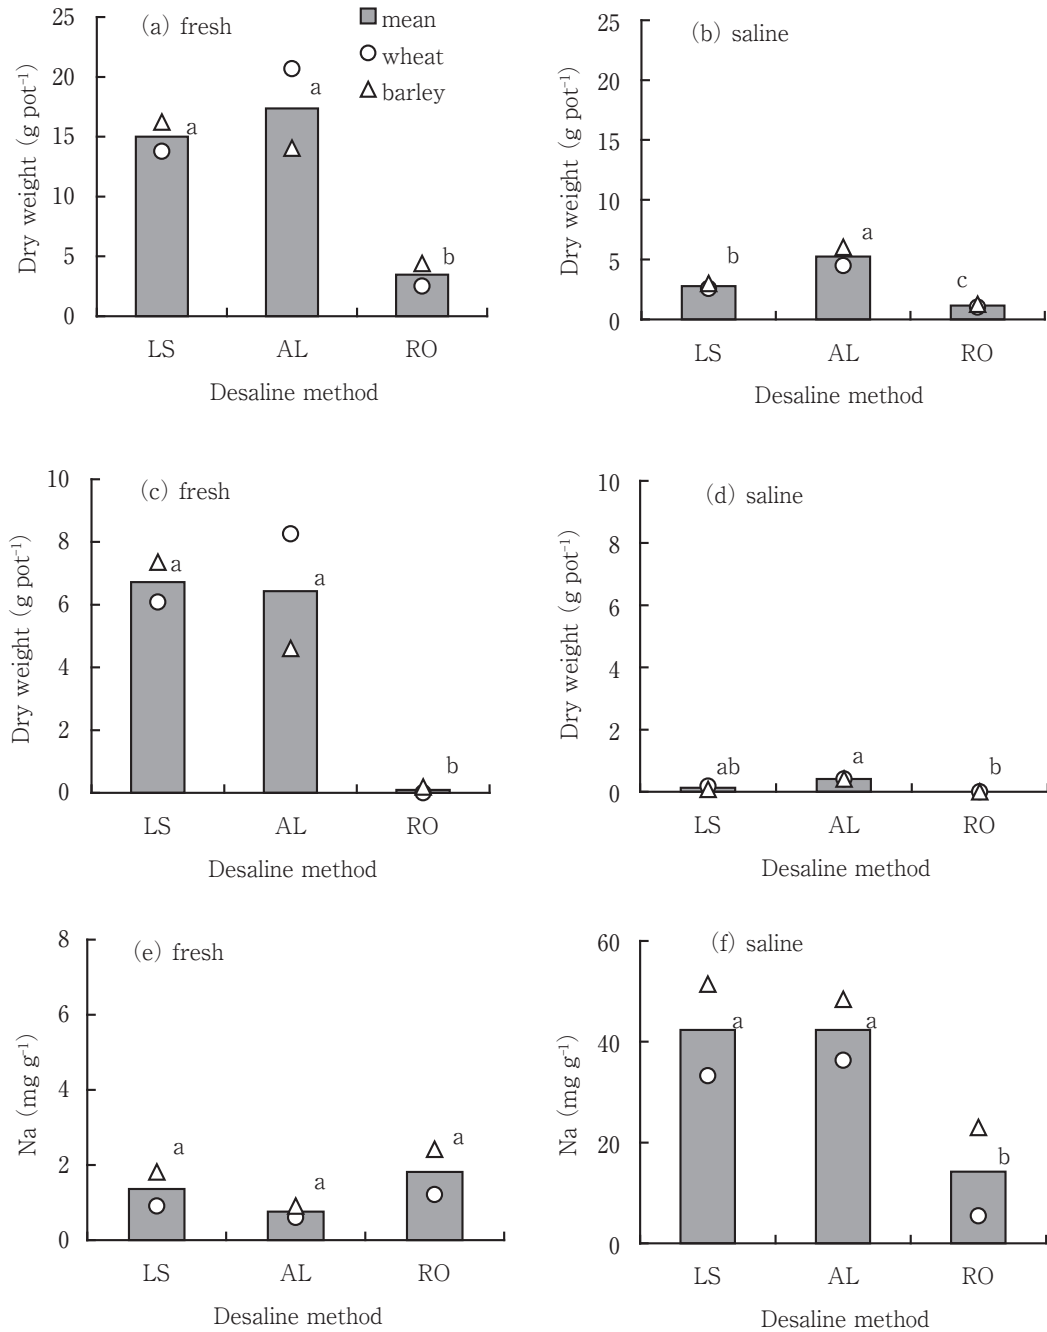 (a) fresh
mean
wheat
barley
Dry weight (g pot⁻¹)
25
20
15
10
5
0
a
a
b
LS AL RO
Desaline method
(b) saline
Dry weight (g pot⁻¹)
25
20
15
10
5
0
b
a
c
LS AL RO
Desaline method
(c) fresh
Dry weight (g pot⁻¹)
10
8
6
4
2
0
a
a
b
LS AL RO
Desaline method
(d) saline
Dry weight (g pot⁻¹)
10
8
6
4
2
0
ab
a
b
LS AL RO
Desaline method
(e) fresh
Na (mg g⁻¹)
8
6
4
2
0
a
a
a
LS AL RO
Desaline method
(f) saline
Na (mg g⁻¹)
60
40
20
0
a
a
b
LS AL RO
Desaline method